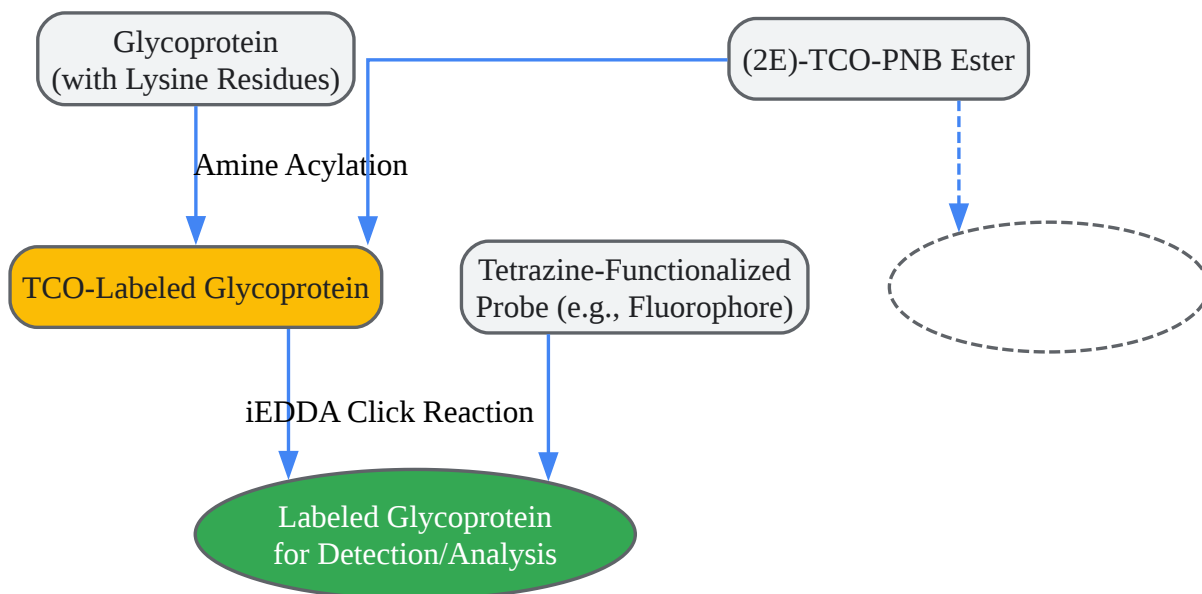 Glycoprotein
(with Lysine Residues)
(2E)-TCO-PNB Ester
Amine Acylation
TCO-Labeled Glycoprotein
Tetrazine-Functionalized
Probe (e.g., Fluorophore)
iEDDA Click Reaction
Labeled Glycoprotein
for Detection/Analysis